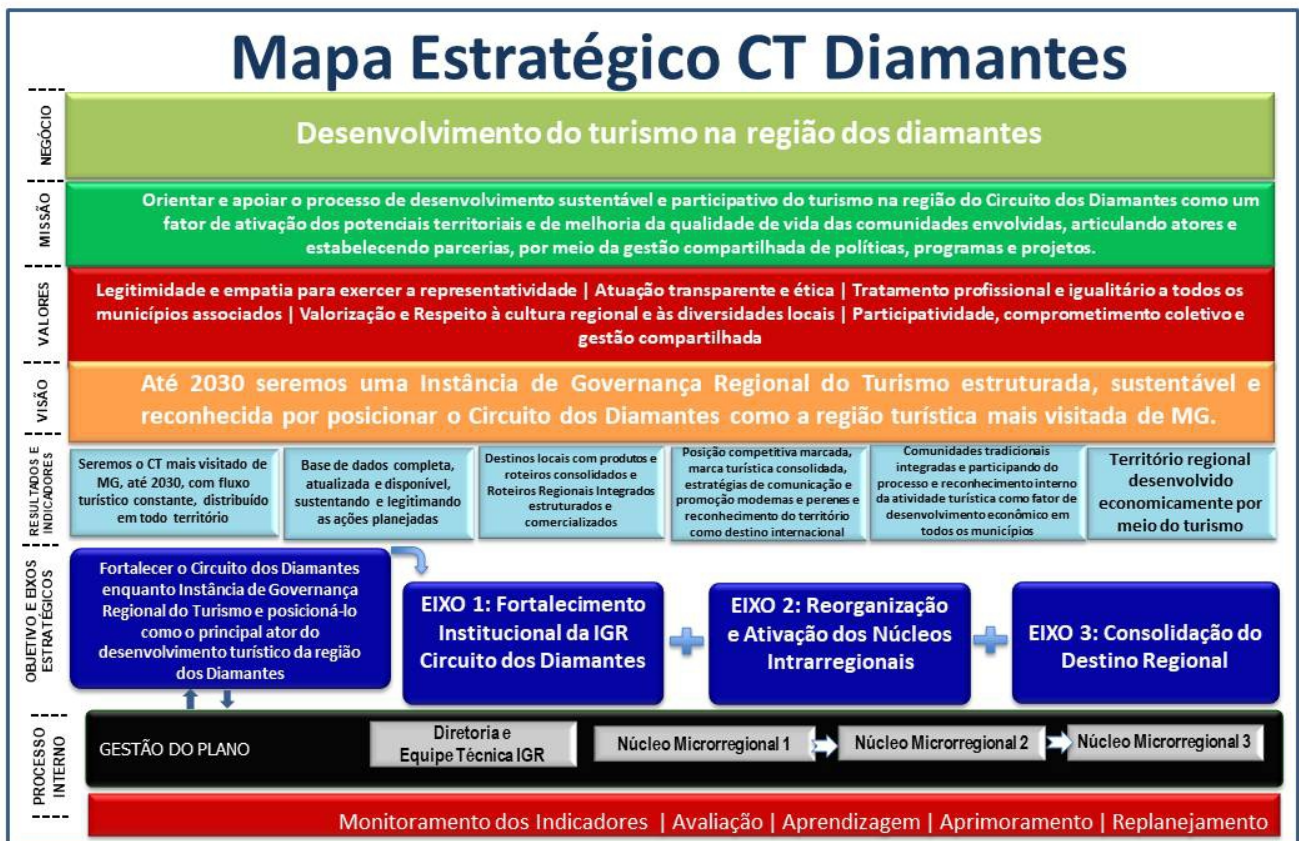 Mapa Estratégico CT Diamantes
NEGÓCIO
Desenvolvimento do turismo na região dos diamantes
MISSÃO
Orientar e apoiar o processo de desenvolvimento sustentável e participativo do turismo na região do Circuito dos Diamantes como um
fator de ativação dos potenciais territoriais e de melhoria da qualidade de vida das comunidades envolvidas, articulando atores e
estabelecendo parcerias, por meio da gestão compartilhada de políticas, programas e projetos.
VALORES
Legitimidade e empatia para exercer a representatividade | Atuação transparente e ética | Tratamento profissional e igualitário a todos os
municípios associados | Valorização e Respeito à cultura regional e às diversidades locais | Participatividade, comprometimento coletivo e
gestão compartilhada
VISÃO
Até 2030 seremos uma Instância de Governança Regional do Turismo estruturada, sustentável e
reconhecida por posicionar o Circuito dos Diamantes como a região turística mais visitada de MG.
RESULTADOS E
INDICADORES
Seremos o CT mais visitado de
MG, até 2030, com fluxo
turístico constante, distribuído
em todo território
Base de dados completa,
atualizada e disponível,
sustentando e legitimando
as ações planejadas
Destinos locais com produtos e
roteiros consolidados e
Roteiros Regionais Integrados
estruturados e
comercializados
Posição competitiva marcada,
marca turística consolidada,
estratégias de comunicação e
promoção modernas e perenes e
reconhecimento do território
como destino internacional
Comunidades tradicionais
integradas e participando do
processo e reconhecimento interno
da atividade turística como fator de
desenvolvimento econômico em
todos os municípios
Território regional
desenvolvido
economicamente por
meio do turismo
OBJETIVO E EIXOS
ESTRATÉGICOS
Fortalecer o Circuito dos Diamantes
enquanto Instância de Governança
Regional do Turismo e posicioná-lo
como o principal ator do
desenvolvimento turístico da região
dos Diamantes
EIXO 1: Fortalecimento
Institucional da IGR
Circuito dos Diamantes
EIXO 2: Reorganização
e Ativação dos Núcleos
Intrarregionais
EIXO 3: Consolidação do
Destino Regional
PROCESSO
INTERNO
GESTÃO DO PLANO
Diretoria e
Equipe Técnica IGR
Núcleo Microrregional 1
Núcleo Microrregional 2
Núcleo Microrregional 3
Monitoramento dos Indicadores | Avaliação | Aprendizagem | Aprimoramento | Replanejamento